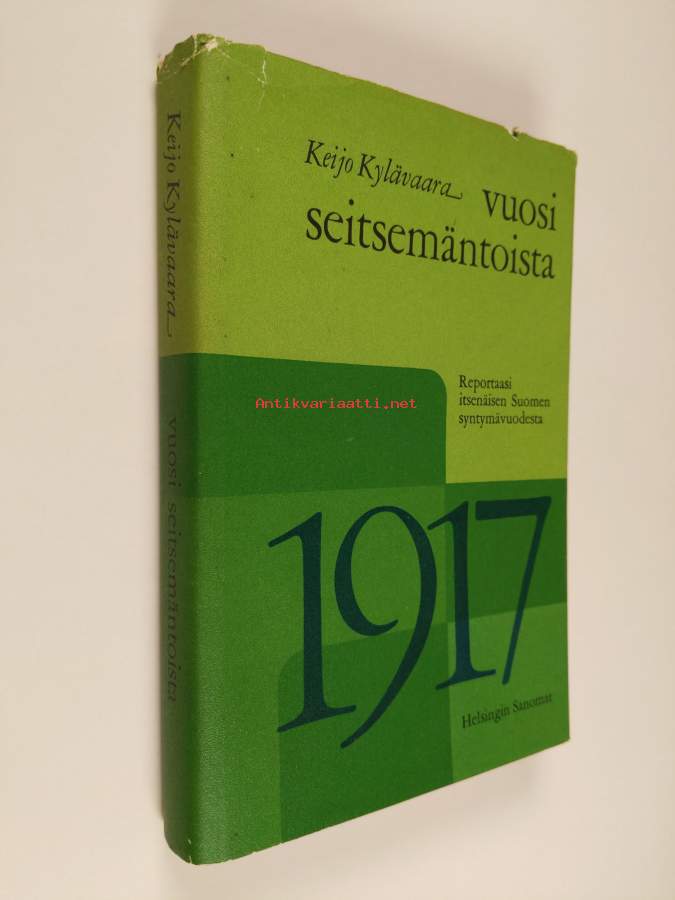 Keijo Kylävaara vuosi
seitsemäntoista
Reportaasi
itsenäisen Suomen
syntymävuodesta
1917
Helsingin Sanomat
Keijo Kylävaara vuosi seitsemäntoista
Antikvariaatti.net